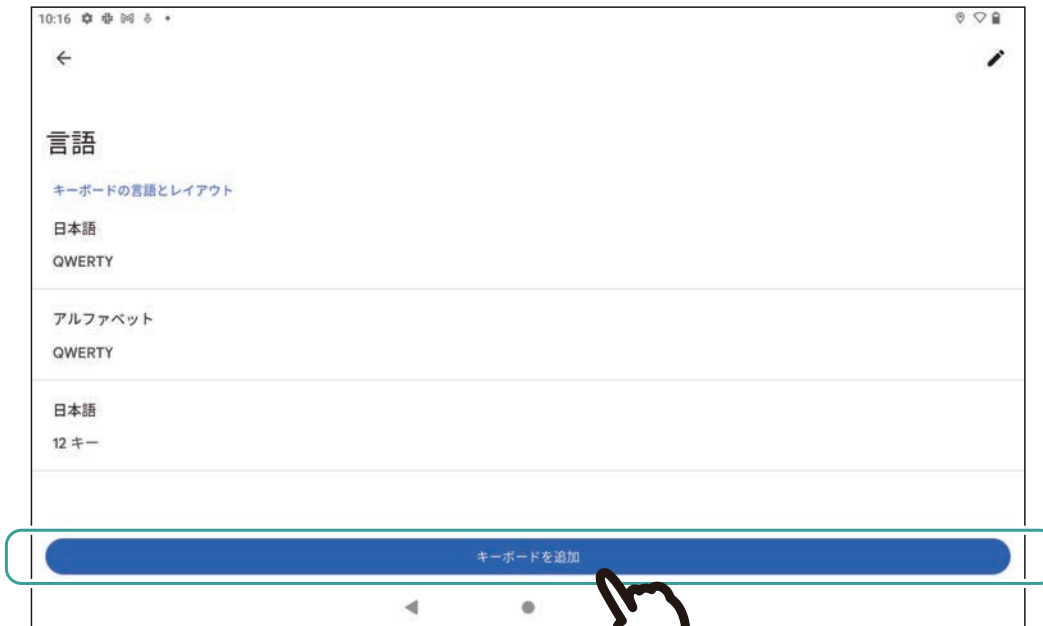 10:16
言語
キーボードの言語とレイアウト
日本語
QWERTY
アルファベット
QWERTY
日本語
12 キー
キーボードを追加